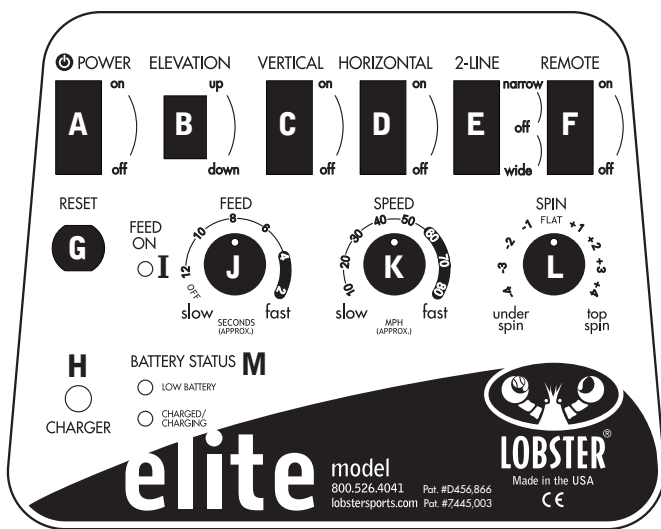 POWER ELEVATION VERTICAL HORIZONTAL 2-LINE REMOTE
on up on on narrow on
A B C D E F
off
off down off off wide off
RESET FEED SPEED SPIN
G
FEED
ON I
OFF 12 10 8 6 4 2
J
slow fast
SECONDS
(APPROX.)
10 20 30 40 50 60 70 80
K
slow fast
MPH
(APPROX.)
FLAT
-4 -3 -2 -1 +1 +2 +3 +4
L
under
spin
top
spin
H
CHARGER
BATTERY STATUS M
LOW BATTERY
CHARGED/
CHARGING
elite model
800.526.4041 Pat. #D456,866
lobstersports.com Pat. #7,445,003
LOBSTER®
Made in the USA
CE